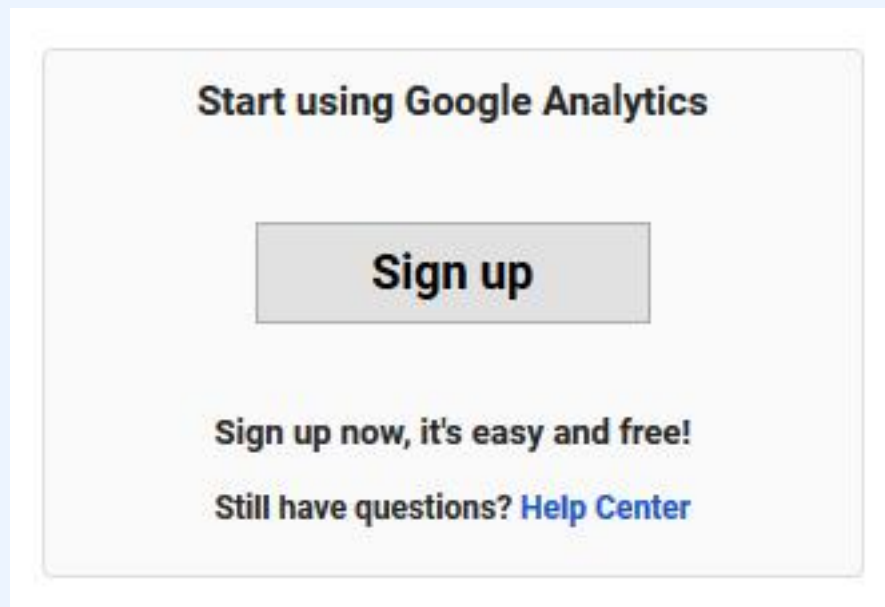 Start using Google Analytics
Sign up
Sign up now, it's easy and free!
Still have questions? Help Center